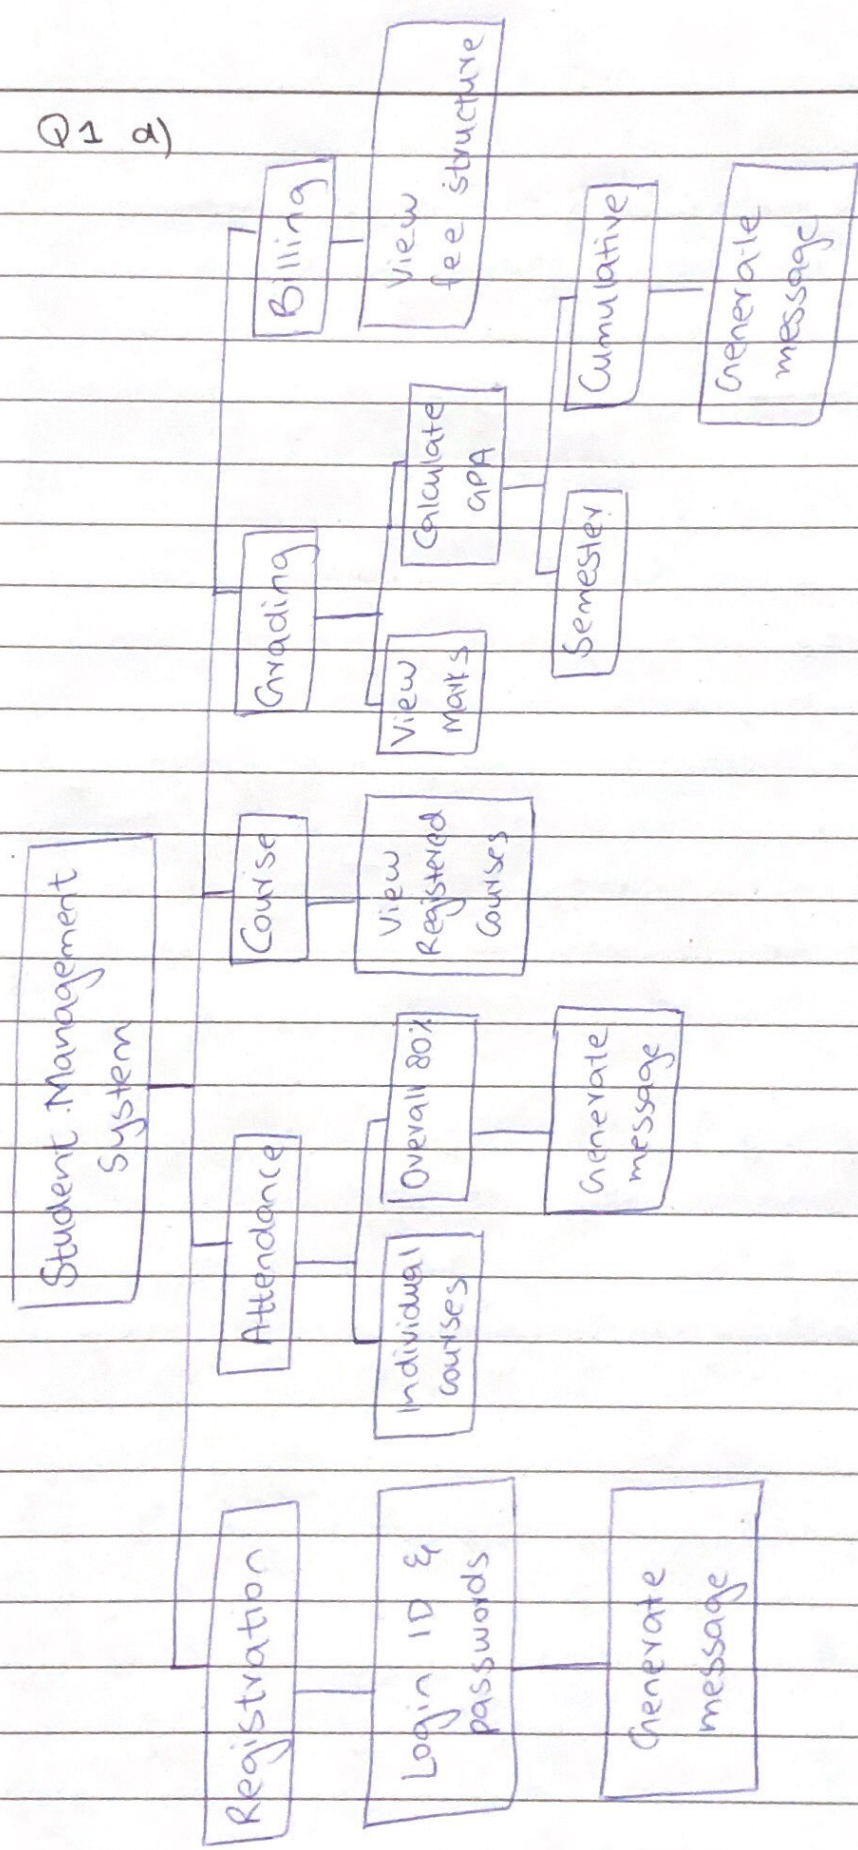 Q1 a)
Student Management
System
Registration
Login ID &
passwords
Generate
message
Attendance
Individual
courses
Overall 80%
Generate
message
Course
View
Registered
Courses
Grading
View
Marks
Calculate
GPA
Semester
Cumulative
Generate
message
Billing
View
fee structure